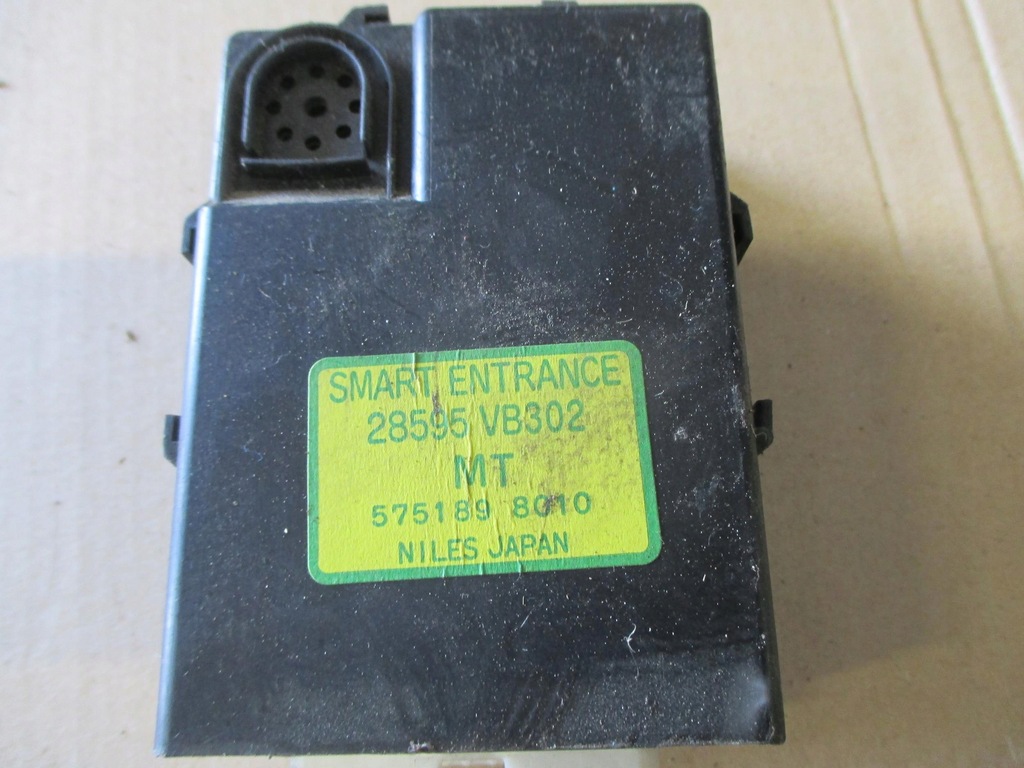 SMART ENTRANCE
28595 VB302
MT
575189 8010
NILES JAPAN